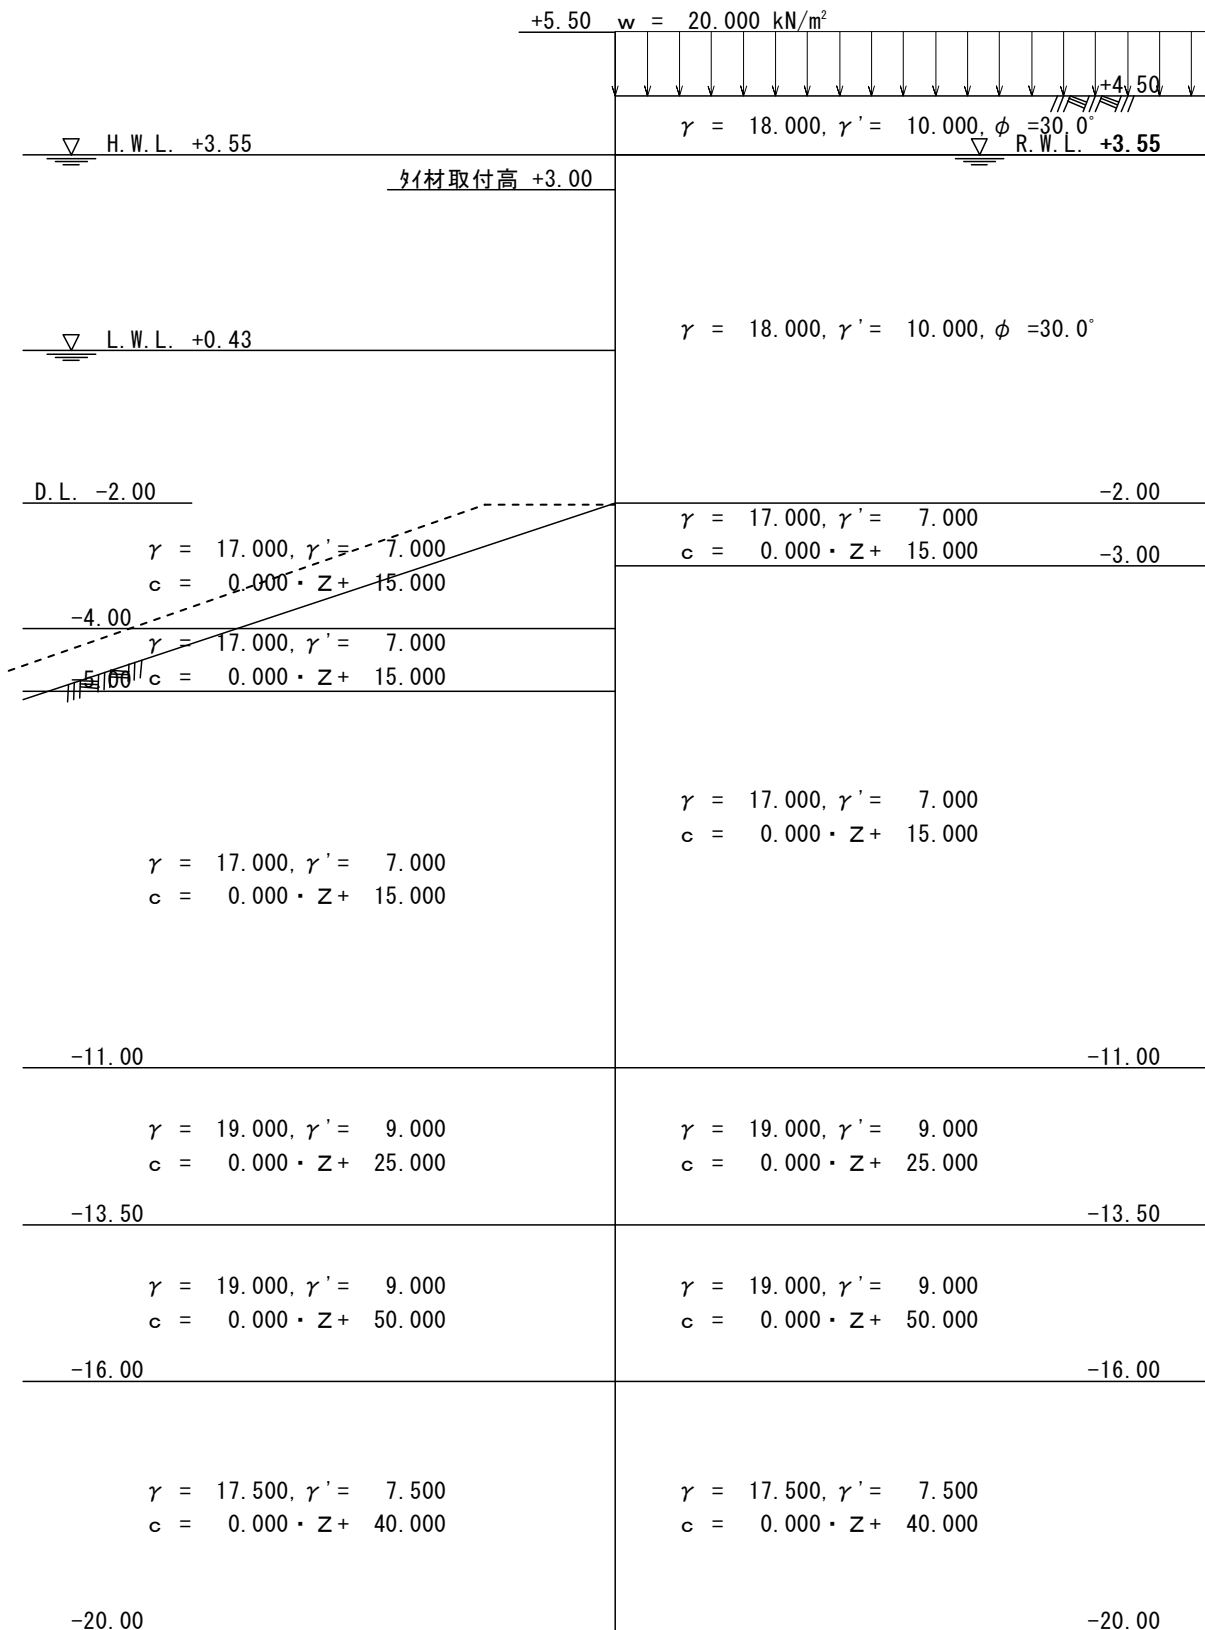 +5.50 w = 20.000 kN/m²
+4.50
γ = 18.000, γ'= 10.000, φ =30.0°
H.W.L. +3.55
R.W.L. +3.55
タイ材取付高 +3.00
γ = 18.000, γ'= 10.000, φ =30.0°
L.W.L. +0.43
D.L. -2.00
-2.00
γ = 17.000, γ'= 7.000
c = 0.000・Z+ 15.000
-3.00
γ = 17.000, γ'= 7.000
c = 0.000・Z+ 15.000
-4.00
γ = 17.000, γ'= 7.000
c = 0.000・Z+ 15.000
-5.00
γ = 17.000, γ'= 7.000
c = 0.000・Z+ 15.000
γ = 17.000, γ'= 7.000
c = 0.000・Z+ 15.000
-11.00
-11.00
γ = 19.000, γ'= 9.000
c = 0.000・Z+ 25.000
γ = 19.000, γ'= 9.000
c = 0.000・Z+ 25.000
-13.50
-13.50
γ = 19.000, γ'= 9.000
c = 0.000・Z+ 50.000
γ = 19.000, γ'= 9.000
c = 0.000・Z+ 50.000
-16.00
-16.00
γ = 17.500, γ'= 7.500
c = 0.000・Z+ 40.000
γ = 17.500, γ'= 7.500
c = 0.000・Z+ 40.000
-20.00
-20.00